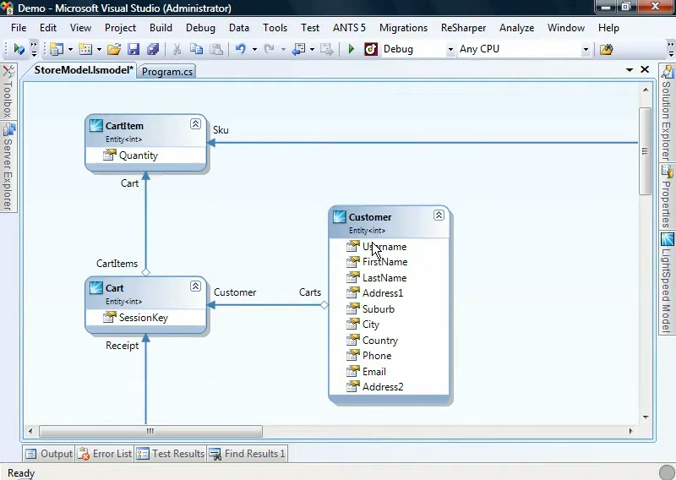 Demo - Microsoft Visual Studio (Administrator)
File Edit View Project Build Debug Data Tools Test ANTS 5 Migrations ReSharper Analyze Window Help
Debug Any CPU
StoreModel.lsmodel* Program.cs
Toolbox
Server Explorer
CartItem
Entity<int>
Quantity
Sku
Cart
CartItems
Cart
Entity<int>
SessionKey
Receipt
Customer
Carts
Customer
Entity<int>
Username
FirstName
LastName
Address1
Suburb
City
Country
Phone
Email
Address2
Solution Explorer
Properties
LightSpeed Model
Output Error List Test Results Find Results 1
Ready